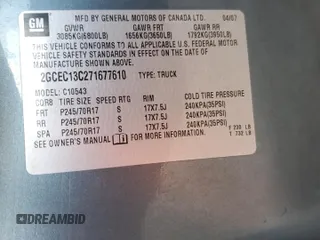 GM
MFD BY GENERAL MOTORS OF CANADA LTD. 04/07
GVWR GAWR FRT GAWR RR
3085KG(6800LB) 1656KG(3650LB) 1792KG(3950LB)
THIS VEHICLE CONFORMS TO ALL APPLICABLE U.S. FEDERAL
MOTOR VEHICLE SAFETY STANDARDS IN EFFECT ON THE DATE
OF MANUFACTURE SHOWN ABOVE.
2GCEC13C271677610 TYPE: TRUCK
MODEL: C10543
TIRE SIZE SPEED RTG RIM COLD TIRE PRESSURE
FRT P245/70R17 S 17X7.5J 240KPA(35PSI)
RR P245/70R17 S 17X7.5J 240KPA(35PSI)
SPA P245/70R17 S 17X7.5J 240KPA(35PSI)
SEE OWNER'S MANUAL FOR MORE INFORMATION.
DREAMBID